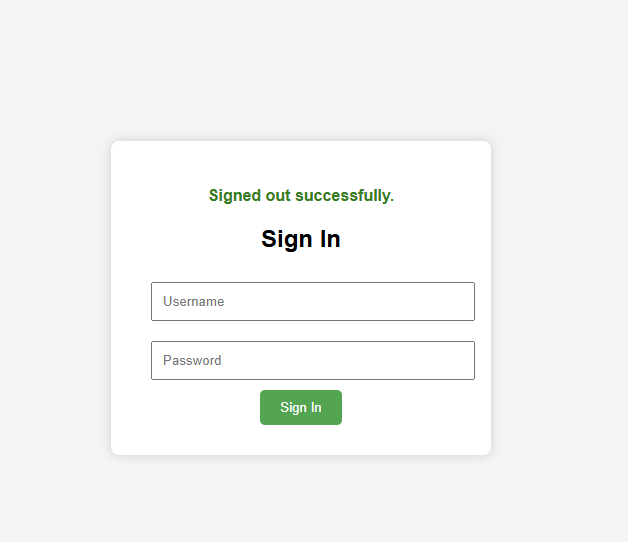 Signed out successfully.
Sign In
Username
Password
Sign In